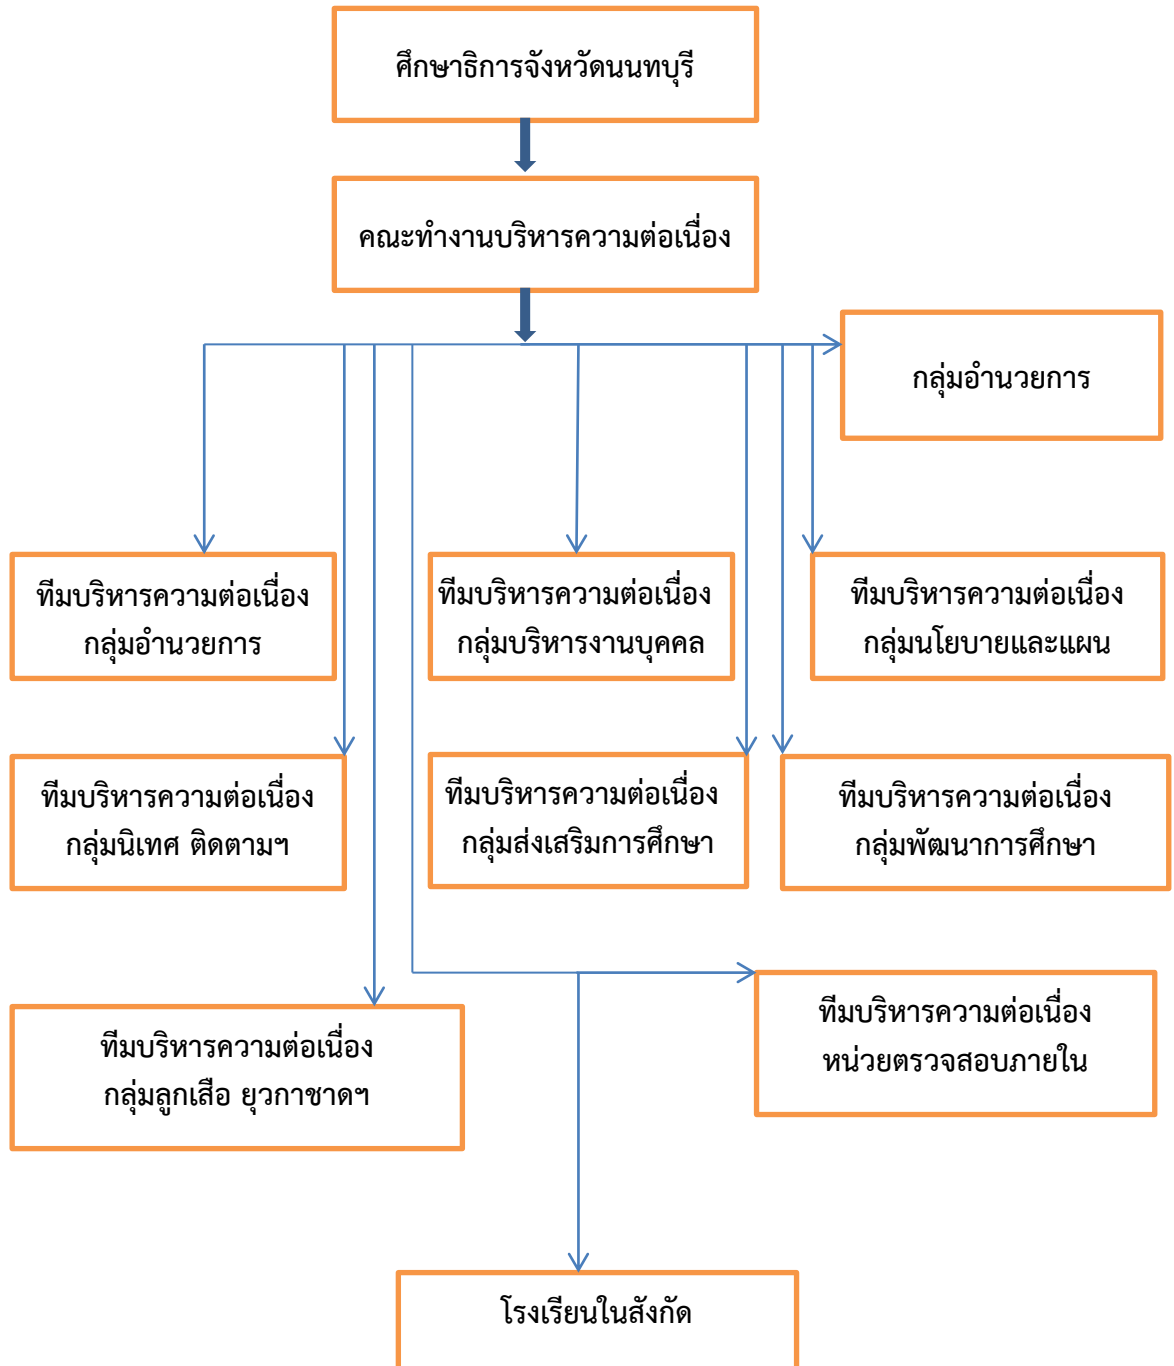 ศึกษาธิการจังหวัดนนทบุรี
คณะทำงานบริหารความต่อเนื่อง
กลุ่มอำนวยการ
ทีมบริหารความต่อเนื่อง
กลุ่มอำนวยการ
ทีมบริหารความต่อเนื่อง
กลุ่มบริหารงานบุคคล
ทีมบริหารความต่อเนื่อง
กลุ่มนโยบายและแผน
ทีมบริหารความต่อเนื่อง
กลุ่มนิเทศ ติดตามฯ
ทีมบริหารความต่อเนื่อง
กลุ่มส่งเสริมการศึกษา
ทีมบริหารความต่อเนื่อง
กลุ่มพัฒนาการศึกษา
ทีมบริหารความต่อเนื่อง
กลุ่มลูกเสือ ยุวกาชาดฯ
ทีมบริหารความต่อเนื่อง
หน่วยตรวจสอบภายใน
โรงเรียนในสังกัด